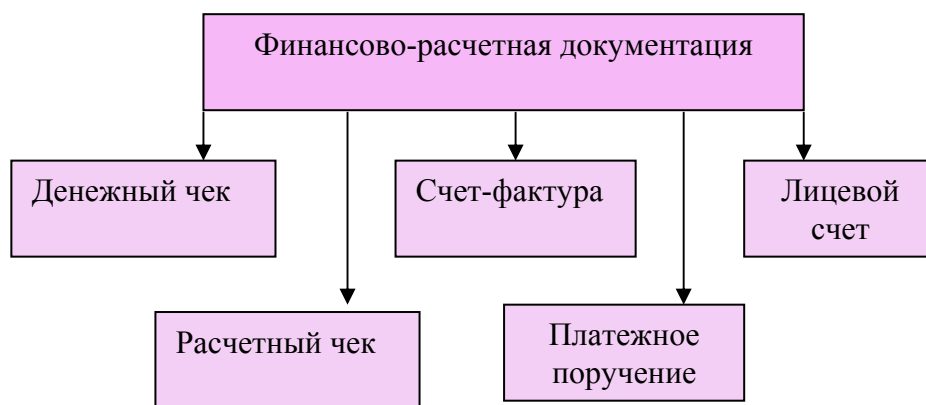 Финансово-расчетная документация
Денежный чек
Счет-фактура
Лицевой
счет
Расчетный чек
Платежное
поручение